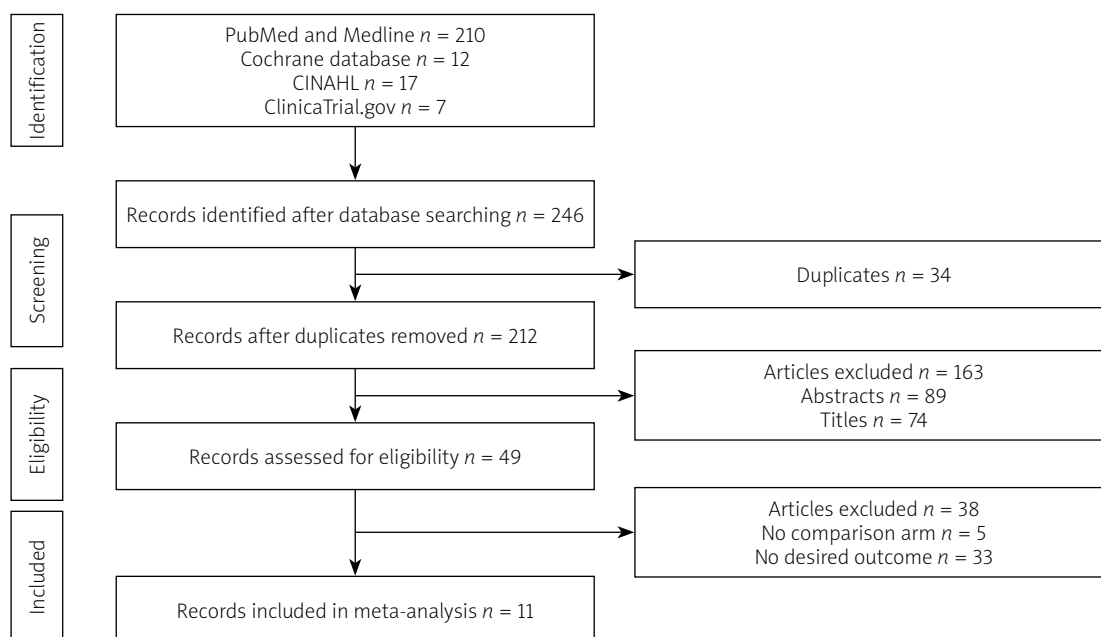 Identification
PubMed and Medline n = 210
Cochrane database n = 12
CINAHL n = 17
ClinicaTrial.gov n = 7
Screening
Records identified after database searching n = 246
Duplicates n = 34
Records after duplicates removed n = 212
Eligibility
Articles excluded n = 163
Abstracts n = 89
Titles n = 74
Records assessed for eligibility n = 49
Included
Articles excluded n = 38
No comparison arm n = 5
No desired outcome n = 33
Records included in meta-analysis n = 11